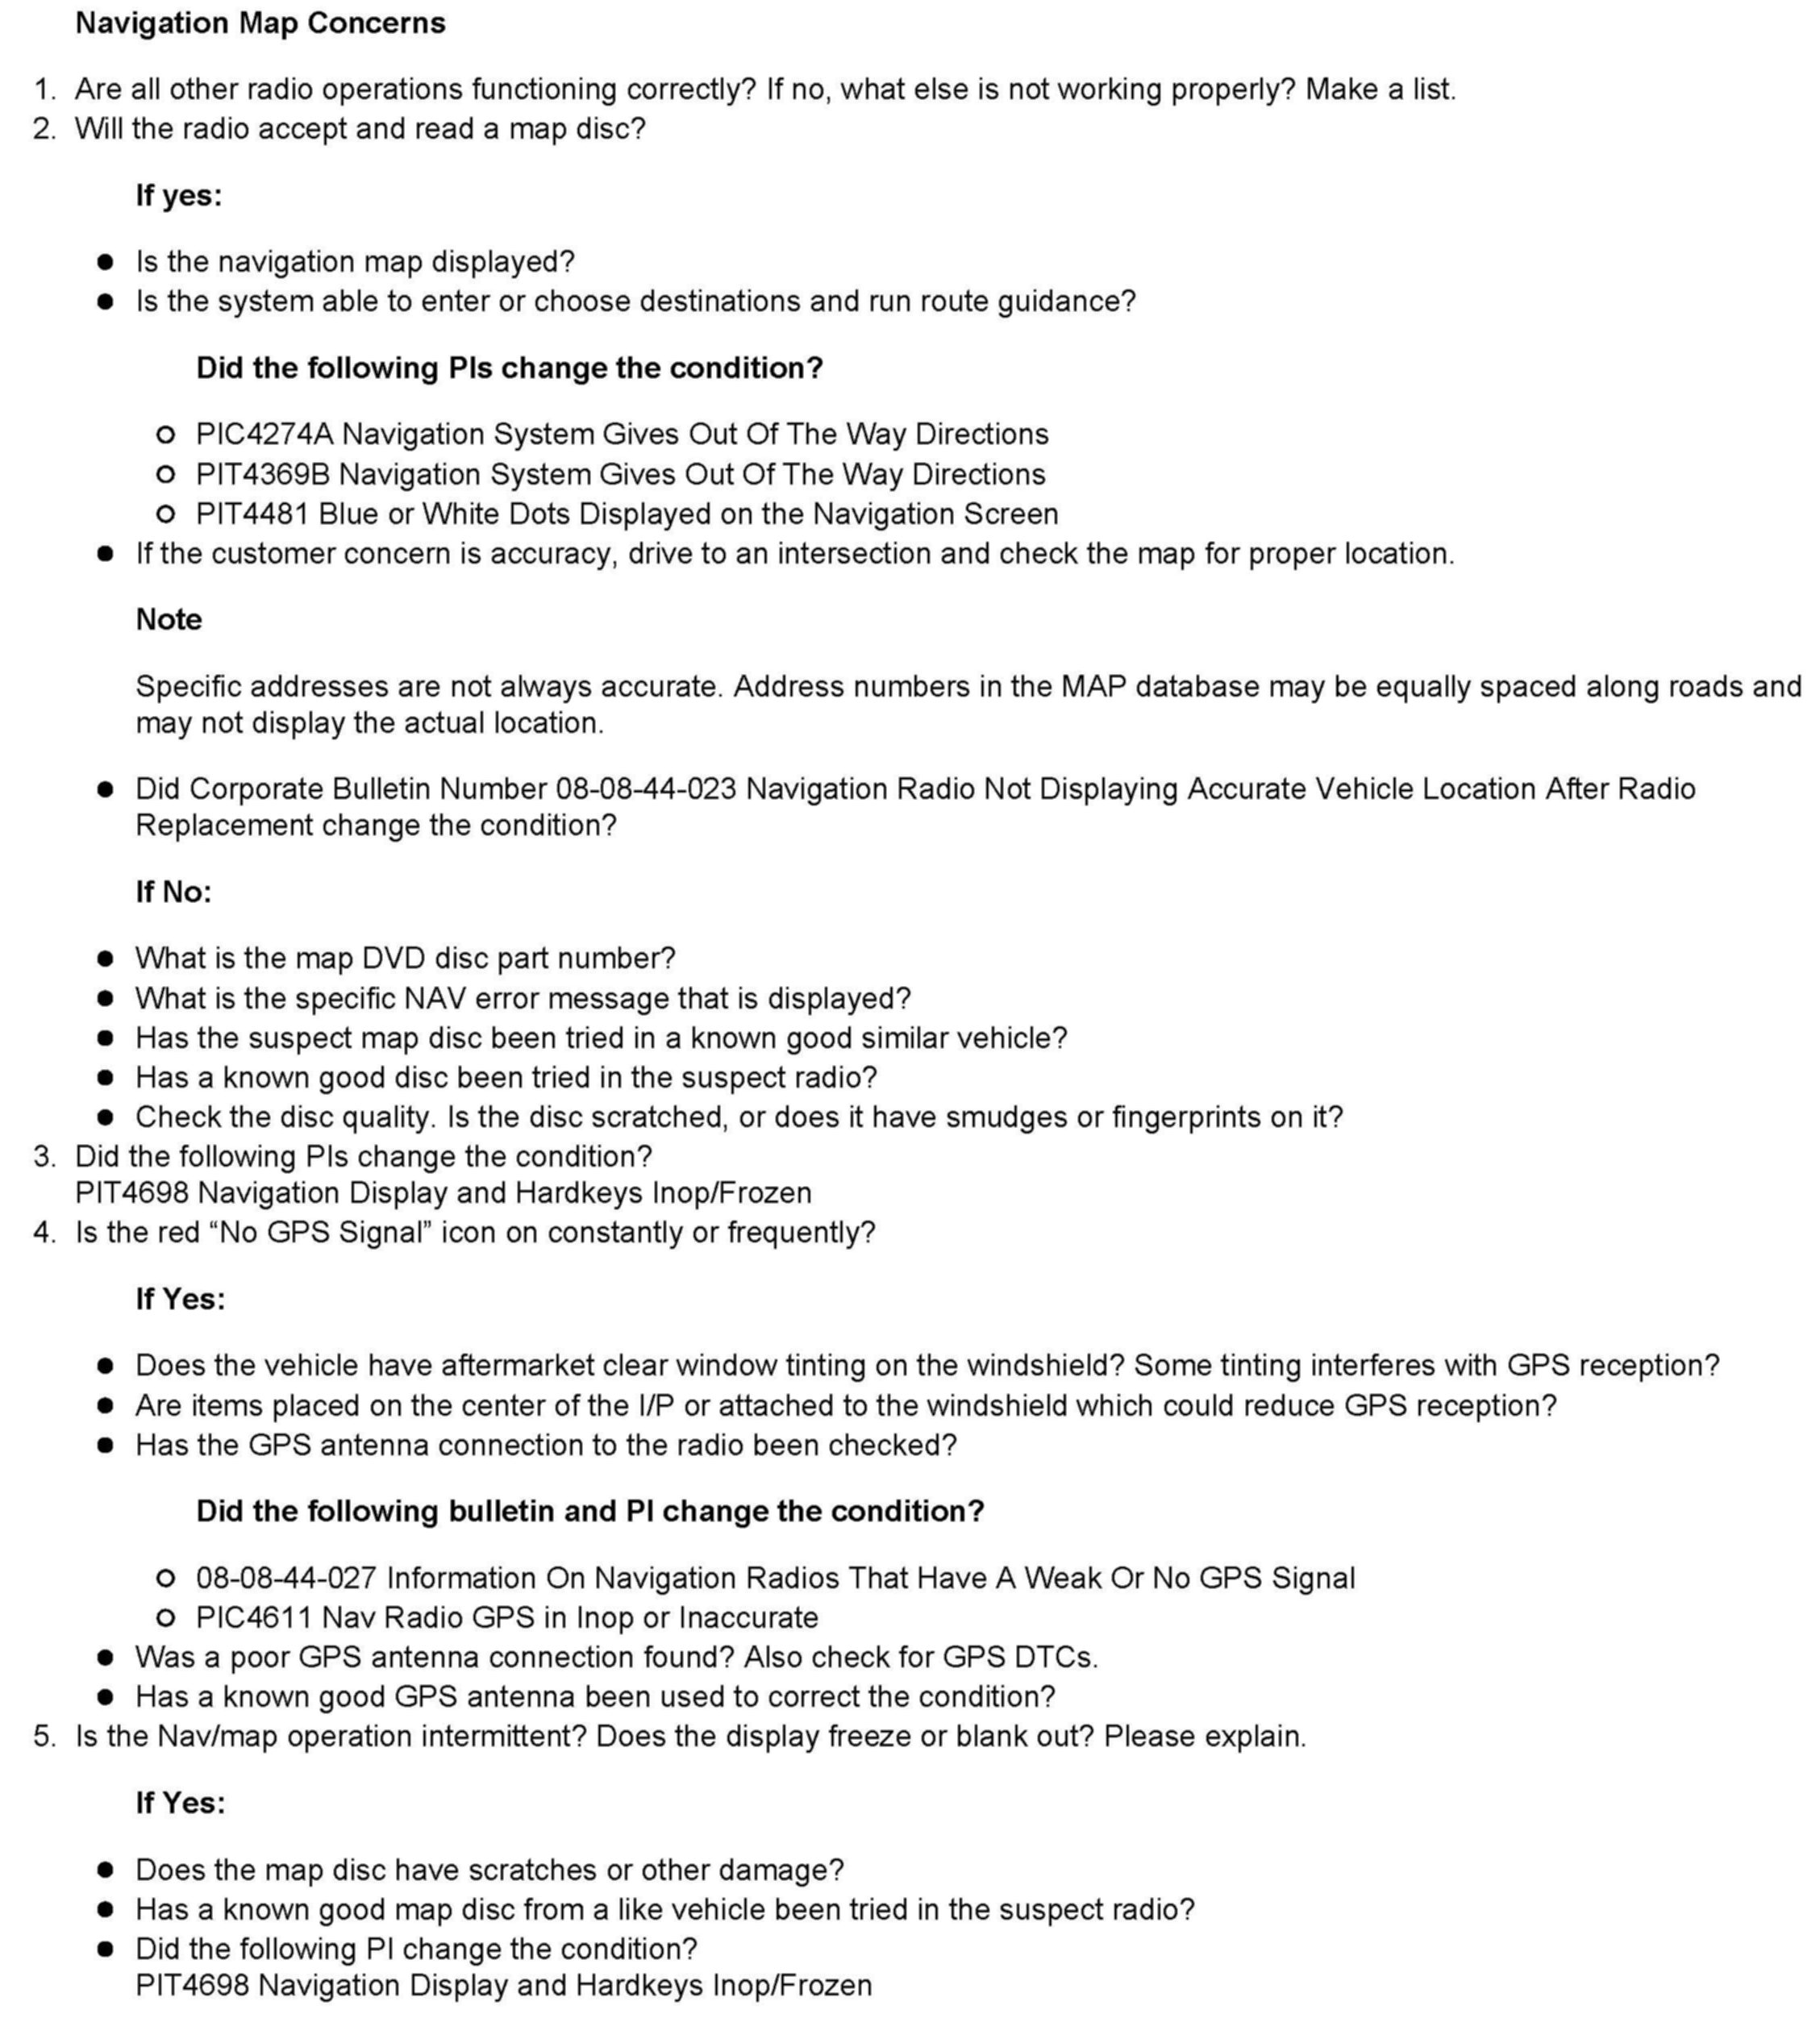 Navigation Map Concerns
1. Are all other radio operations functioning correctly? If no, what else is not working properly? Make a list.
2. Will the radio accept and read a map disc?
If yes:
● Is the navigation map displayed?
● Is the system able to enter or choose destinations and run route guidance?
Did the following PIs change the condition?
○ PIC4274A Navigation System Gives Out Of The Way Directions
○ PIT4369B Navigation System Gives Out Of The Way Directions
○ PIT4481 Blue or White Dots Displayed on the Navigation Screen
● If the customer concern is accuracy, drive to an intersection and check the map for proper location.
Note
Specific addresses are not always accurate. Address numbers in the MAP database may be equally spaced along roads and
may not display the actual location.
● Did Corporate Bulletin Number 08-08-44-023 Navigation Radio Not Displaying Accurate Vehicle Location After Radio
Replacement change the condition?
If No:
● What is the map DVD disc part number?
● What is the specific NAV error message that is displayed?
● Has the suspect map disc been tried in a known good similar vehicle?
● Has a known good disc been tried in the suspect radio?
● Check the disc quality. Is the disc scratched, or does it have smudges or fingerprints on it?
3. Did the following PIs change the condition?
PIT4698 Navigation Display and Hardkeys Inop/Frozen
4. Is the red “No GPS Signal” icon on constantly or frequently?
If Yes:
● Does the vehicle have aftermarket clear window tinting on the windshield? Some tinting interferes with GPS reception?
● Are items placed on the center of the I/P or attached to the windshield which could reduce GPS reception?
● Has the GPS antenna connection to the radio been checked?
Did the following bulletin and PI change the condition?
○ 08-08-44-027 Information On Navigation Radios That Have A Weak Or No GPS Signal
○ PIC4611 Nav Radio GPS in Inop or Inaccurate
● Was a poor GPS antenna connection found? Also check for GPS DTCs.
● Has a known good GPS antenna been used to correct the condition?
5. Is the Nav/map operation intermittent? Does the display freeze or blank out? Please explain.
If Yes:
● Does the map disc have scratches or other damage?
● Has a known good map disc from a like vehicle been tried in the suspect radio?
● Did the following PI change the condition?
PIT4698 Navigation Display and Hardkeys Inop/Frozen